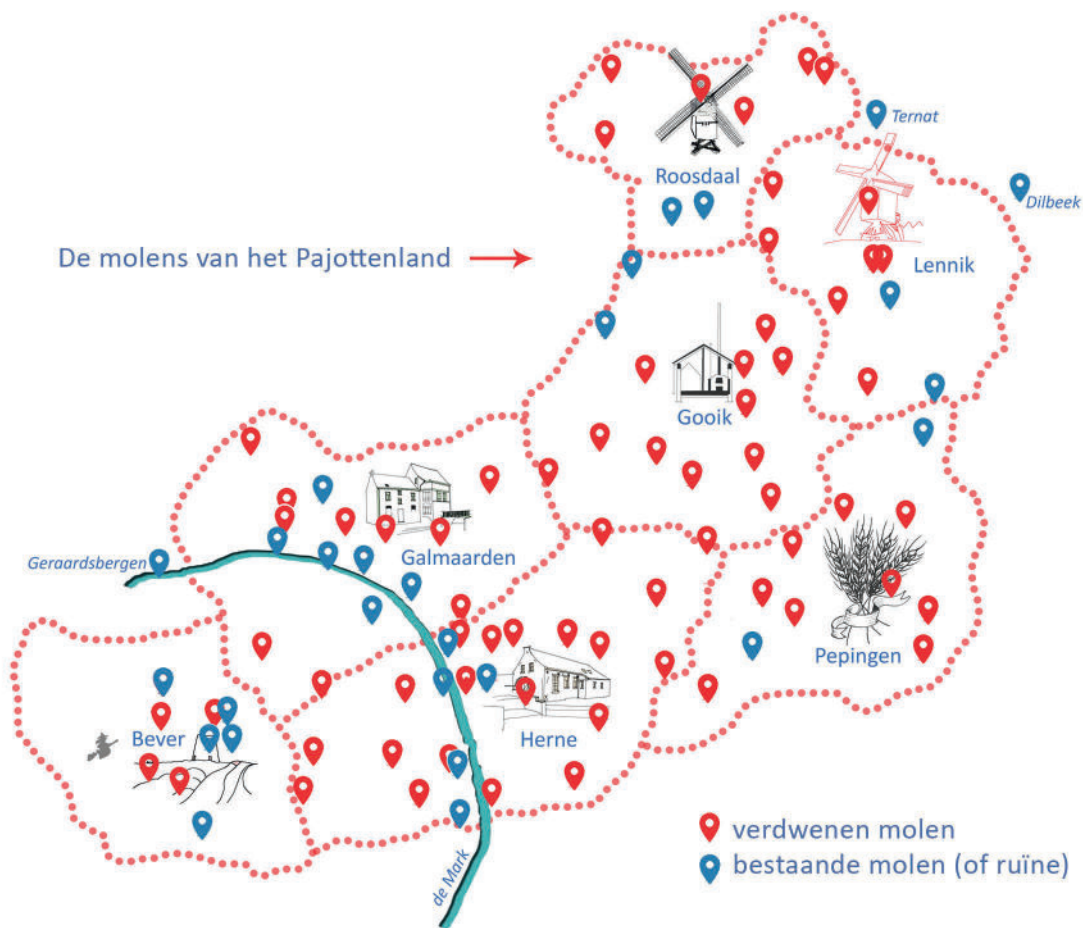 Ternat
Roosdaal
Dilbeek
De molens van het Pajottenland
Lennik
Gooik
Galmaarden
Geraardsbergen
Pepingen
Bever
Herne
verdwenen molen
bestaande molen (of ruïne)
de Mark